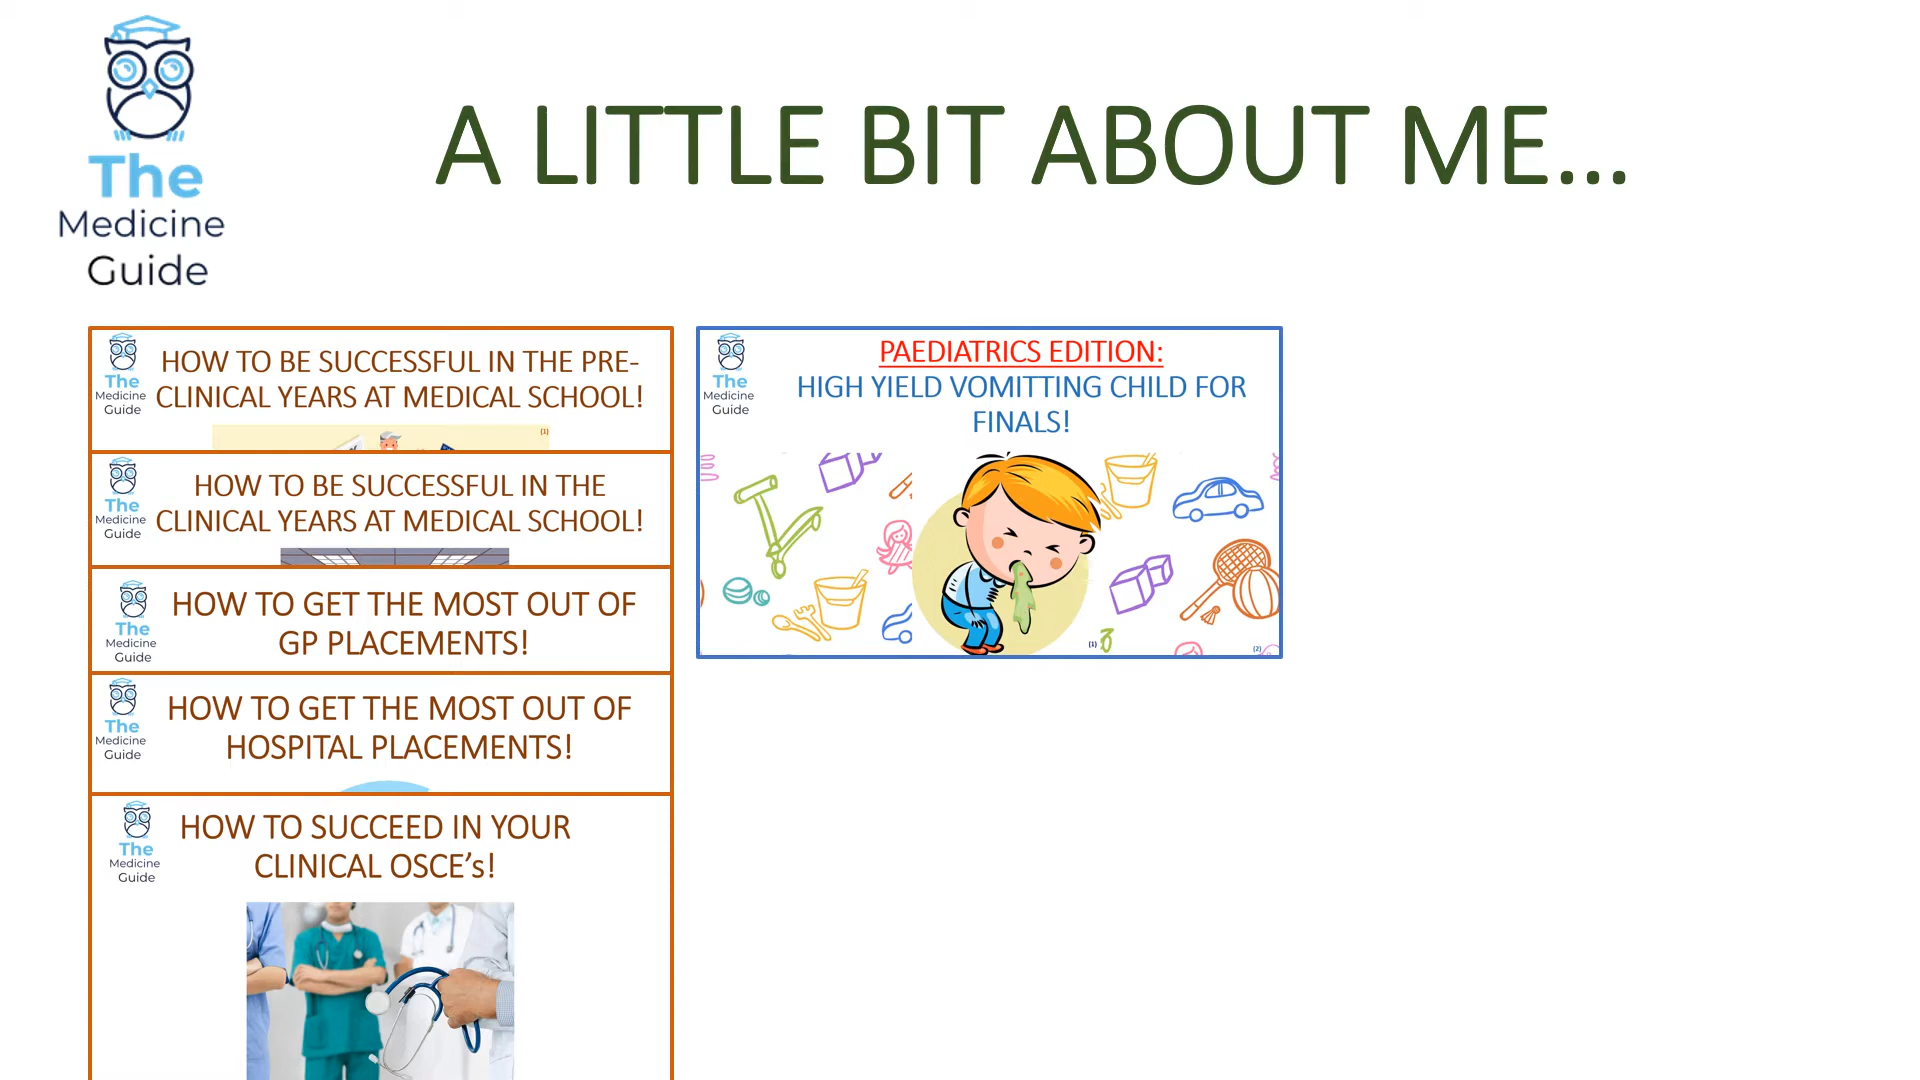 The
Medicine
Guide
A LITTLE BIT ABOUT ME...
The
Medicine
Guide
HOW TO BE SUCCESSFUL IN THE PRE-
CLINICAL YEARS AT MEDICAL SCHOOL!
(1)
The
Medicine
Guide
HOW TO BE SUCCESSFUL IN THE
CLINICAL YEARS AT MEDICAL SCHOOL!
The
Medicine
Guide
HOW TO GET THE MOST OUT OF
GP PLACEMENTS!
The
Medicine
Guide
HOW TO GET THE MOST OUT OF
HOSPITAL PLACEMENTS!
The
Medicine
Guide
HOW TO SUCCEED IN YOUR
CLINICAL OSCE’s!
The
Medicine
Guide
PAEDIATRICS EDITION:
HIGH YIELD VOMITTING CHILD FOR
FINALS!
(1)
(2)